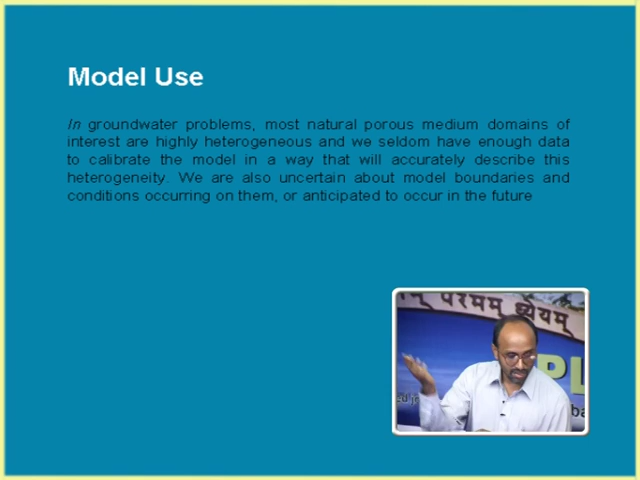 Model Use
In groundwater problems, most natural porous medium domains of
interest are highly heterogeneous and we seldom have enough data
to calibrate the model in a way that will accurately describe this
heterogeneity. We are also uncertain about model boundaries and
conditions occurring on them, or anticipated to occur in the future
परमम् ध्येयम्
PL